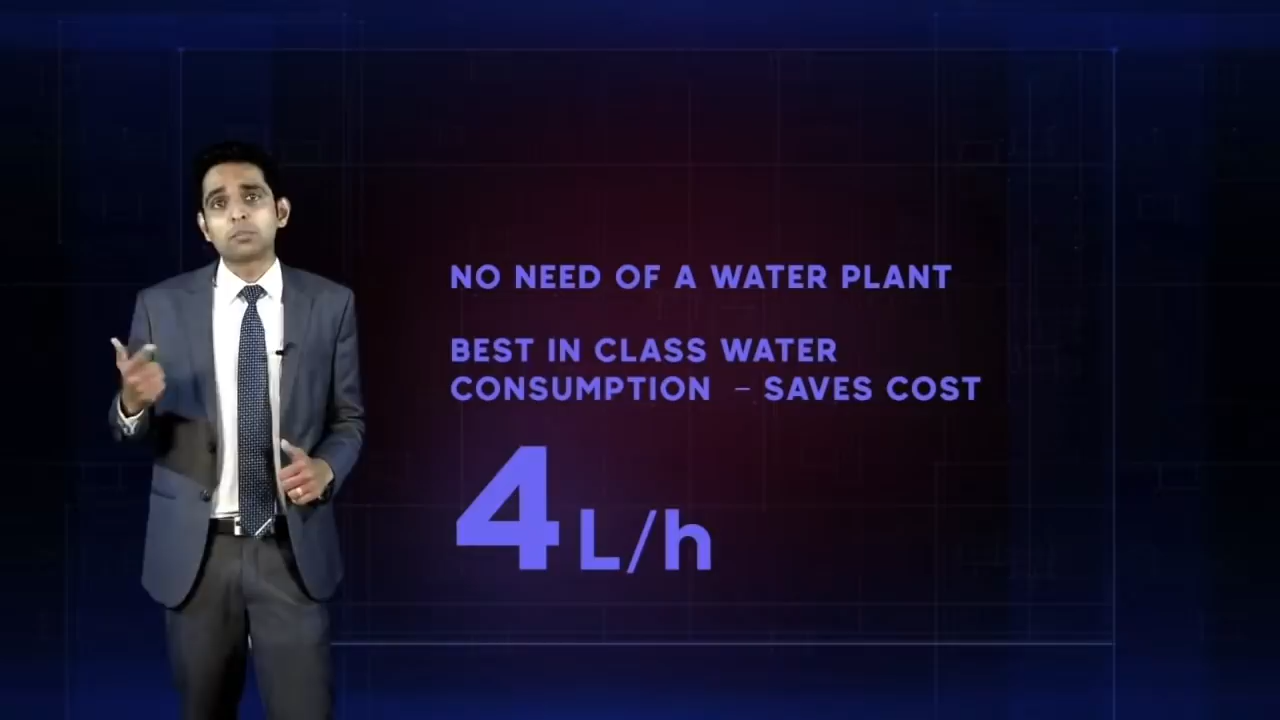 NO NEED OF A WATER PLANT
BEST IN CLASS WATER
CONSUMPTION – SAVES COST
4 L/h